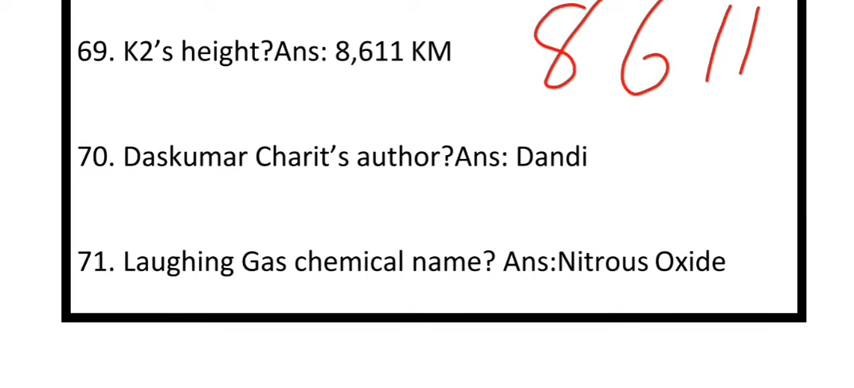 8611
69. K2’s height?Ans: 8,611 KM
70. Daskumar Charit’s author?Ans: Dandi
71. Laughing Gas chemical name? Ans:Nitrous Oxide